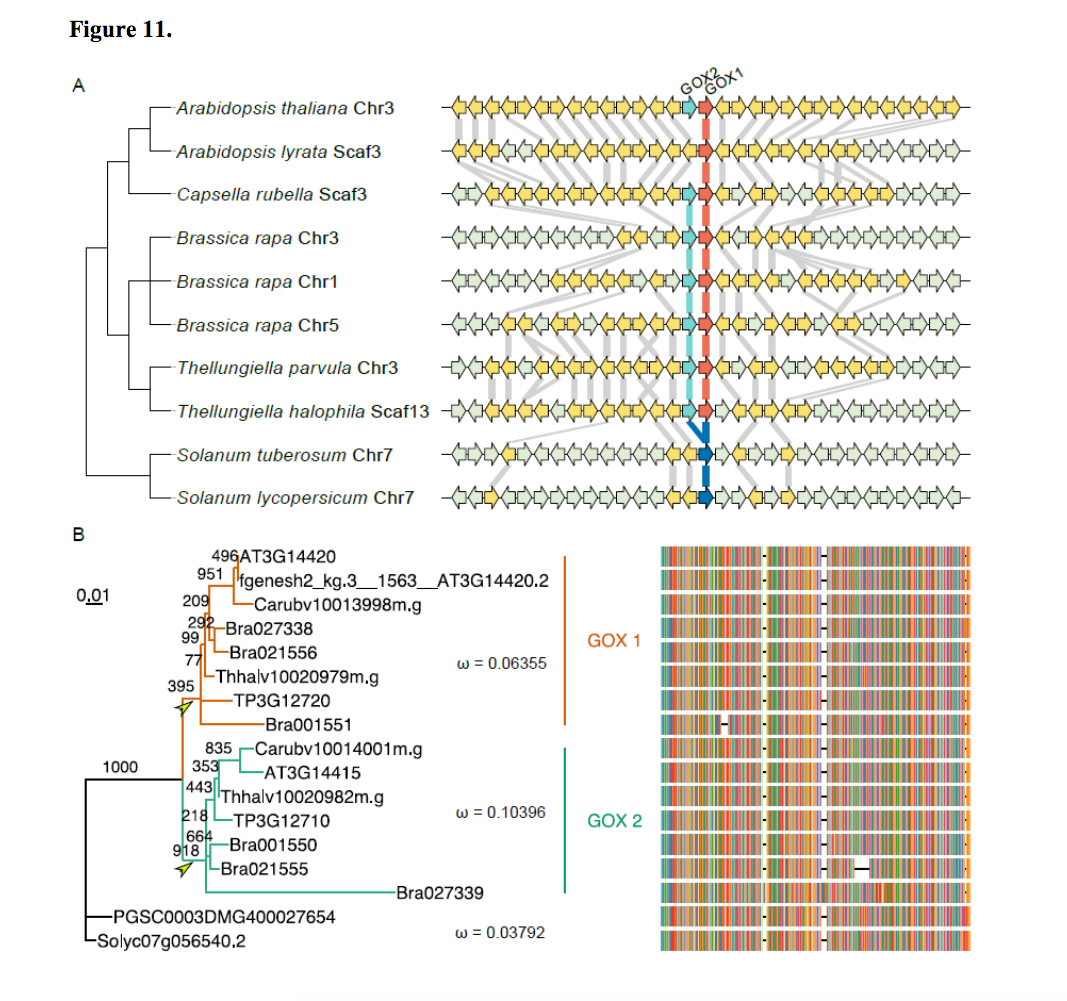 Figure 11.
A
GOX2
GOX1
Arabidopsis thaliana Chr3
Arabidopsis lyrata Scaf3
Capsella rubella Scaf3
Brassica rapa Chr3
Brassica rapa Chr1
Brassica rapa Chr5
Thellungiella parvula Chr3
Thellungiella halophila Scaf13
Solanum tuberosum Chr7
Solanum lycopersicum Chr7
B
0.01
496
AT3G14420
951
fgenesh2_kg.3__1563__AT3G14420.2
209
Carubv10013998m.g
292
Bra027338
99
Bra021556
77
Thhalv10020979m.g
395
TP3G12720
Bra001551
ω = 0.06355
GOX 1
835
Carubv10014001m.g
353
AT3G14415
443
Thhalv10020982m.g
218
TP3G12710
664
Bra001550
918
Bra021555
Bra027339
ω = 0.10396
GOX 2
1000
PGSC0003DMG400027654
Solyc07g056540.2
ω = 0.03792